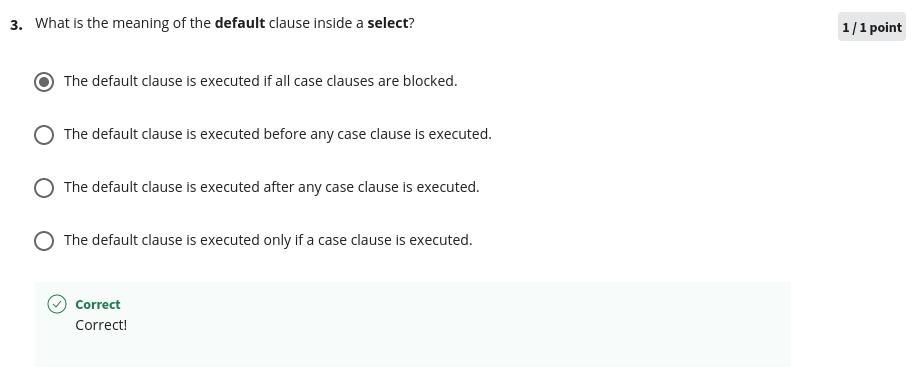 3. What is the meaning of the default clause inside a select?
1 / 1 point
The default clause is executed if all case clauses are blocked.
The default clause is executed before any case clause is executed.
The default clause is executed after any case clause is executed.
The default clause is executed only if a case clause is executed.
Correct
Correct!